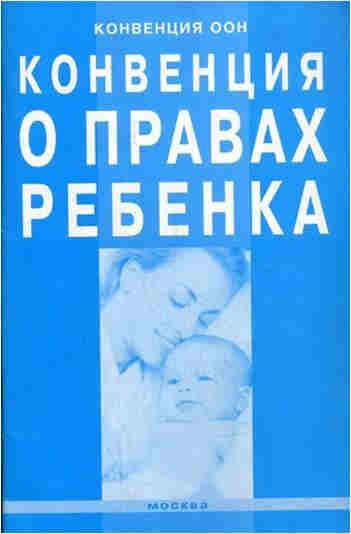 КОНВЕНЦИЯ ООН
КОНВЕНЦИЯ
О ПРАВАХ
РЕБЕНКА
МОСКВА